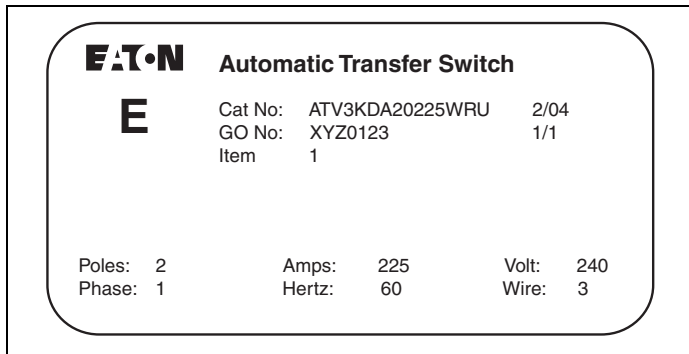 EATON Automatic Transfer Switch
E Cat No: ATV3KDA20225WRU 2/04
GO No: XYZ0123 1/1
Item 1
Poles: 2 Amps: 225 Volt: 240
Phase: 1 Hertz: 60 Wire: 3